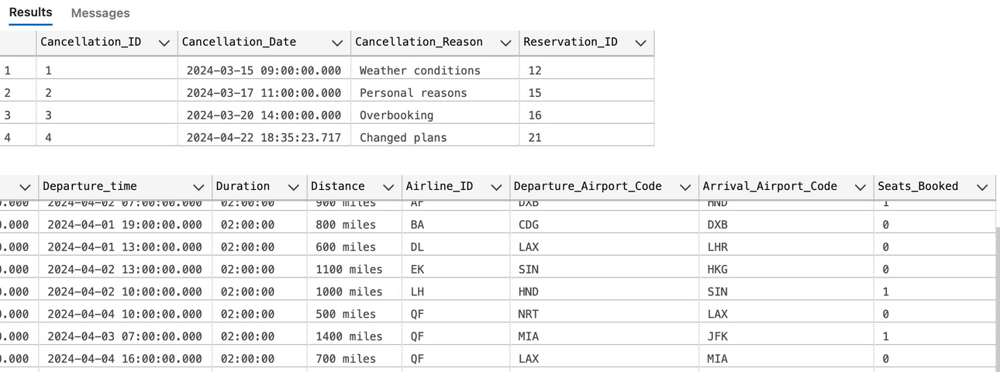 Results Messages
Cancellation_ID Cancellation_Date Cancellation_Reason Reservation_ID
1 1 2024-03-15 09:00:00.000 Weather conditions 12
2 2 2024-03-17 11:00:00.000 Personal reasons 15
3 3 2024-03-20 14:00:00.000 Overbooking 16
4 4 2024-04-22 18:35:23.717 Changed plans 21
Departure_time Duration Distance Airline_ID Departure_Airport_Code Arrival_Airport_Code Seats_Booked
.000 2024-04-02 07:00:00.000 02:00:00 900 miles AF DXB HND 1
.000 2024-04-01 19:00:00.000 02:00:00 800 miles BA CDG DXB 0
.000 2024-04-01 13:00:00.000 02:00:00 600 miles DL LAX LHR 0
.000 2024-04-02 13:00:00.000 02:00:00 1100 miles EK SIN HKG 0
.000 2024-04-02 10:00:00.000 02:00:00 1000 miles LH HND SIN 1
.000 2024-04-04 10:00:00.000 02:00:00 500 miles QF NRT LAX 0
.000 2024-04-03 07:00:00.000 02:00:00 1400 miles QF MIA JFK 1
.000 2024-04-04 16:00:00.000 02:00:00 700 miles QF LAX MIA 0